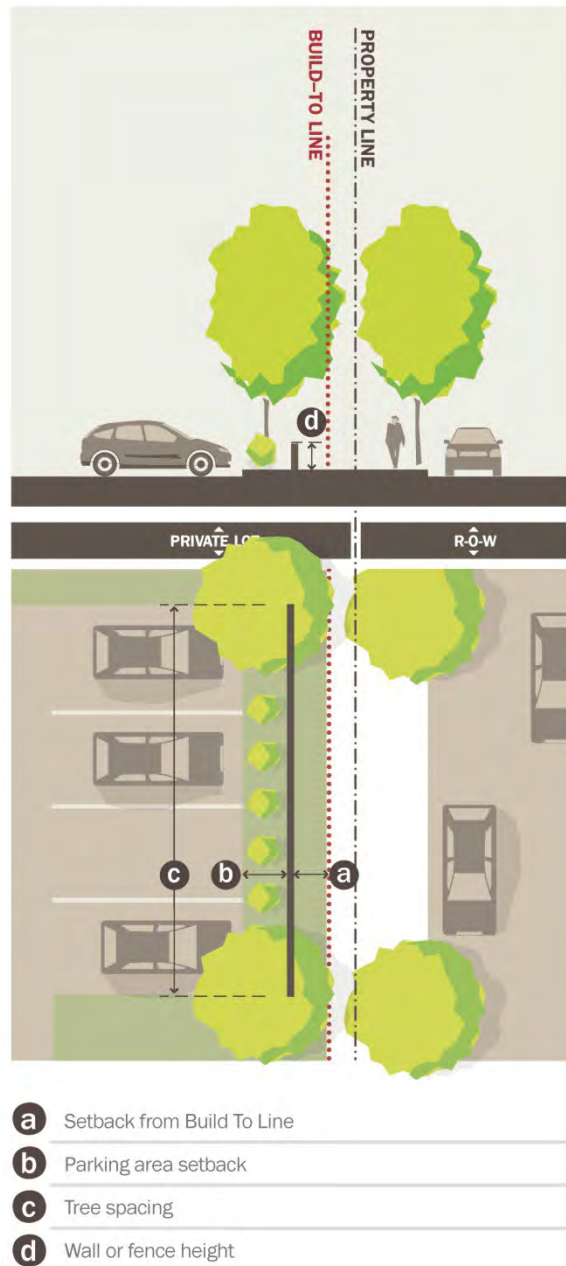 BUILD–TO LINE
PROPERTY LINE
d
PRIVATE LOT
R-O-W
c
b
a
a Setback from Build To Line
b Parking area setback
c Tree spacing
d Wall or fence height